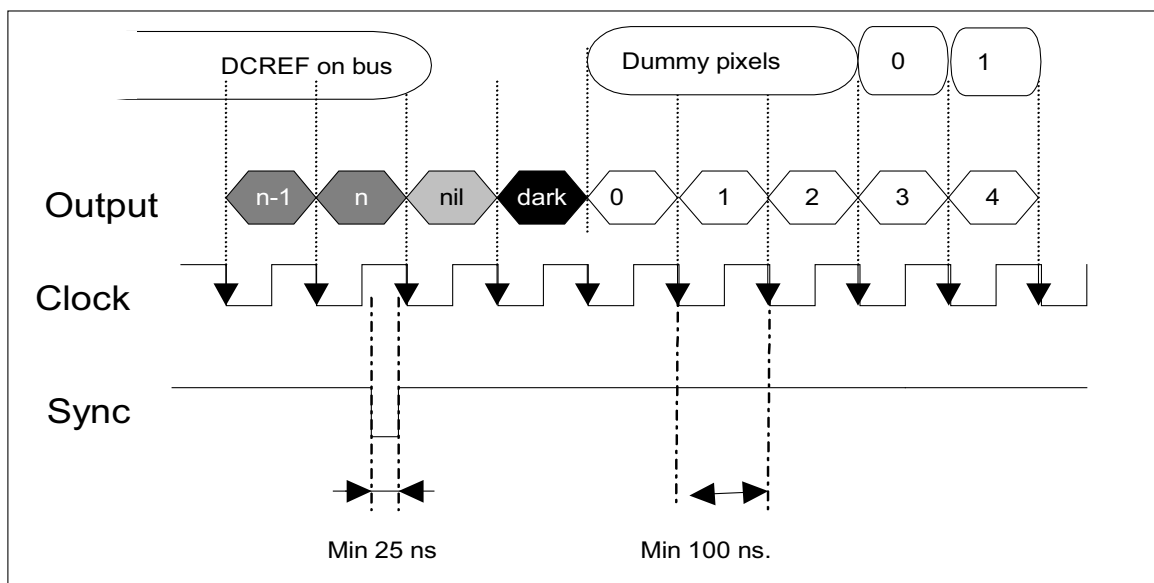 DCREF on bus Dummy pixels 0 1
Output n-1 n nil dark 0 1 2 3 4
Clock
Sync
Min 25 ns Min 100 ns.